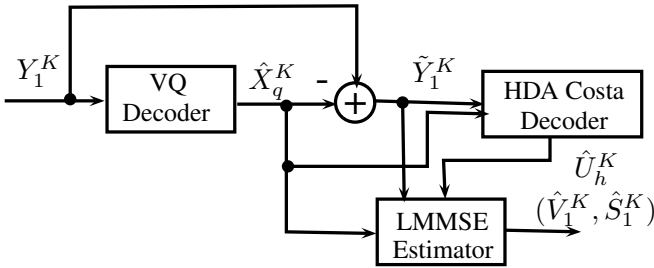 Y_1^K
VQ
Decoder
\hat{X}_q^K
-
+
\tilde{Y}_1^K
HDA Costa
Decoder
\hat{U}_h^K
(\hat{V}_1^K, \hat{S}_1^K)
LMMSE
Estimator